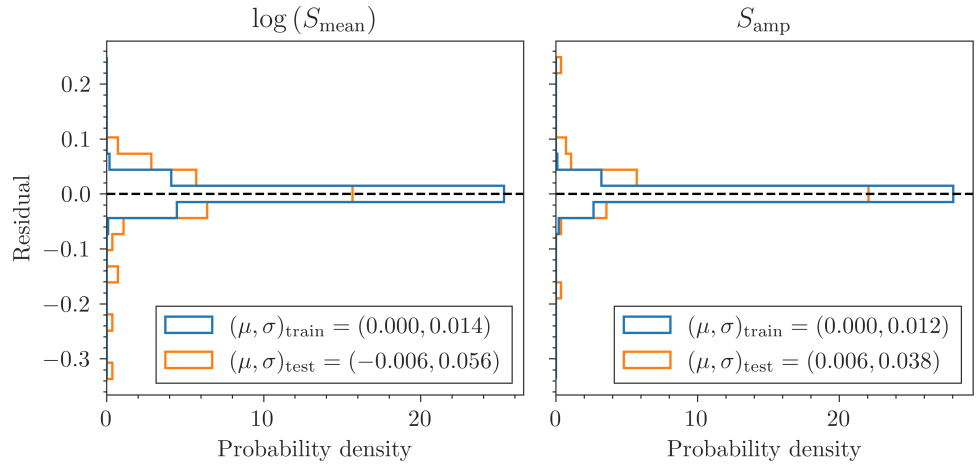 log (S_mean)
S_amp
Residual
0.2
0.1
0.0
−0.1
−0.2
−0.3
(μ, σ)_train = (0.000, 0.014)
(μ, σ)_test = (−0.006, 0.056)
(μ, σ)_train = (0.000, 0.012)
(μ, σ)_test = (0.006, 0.038)
0 10 20
0 10 20
Probability density
Probability density